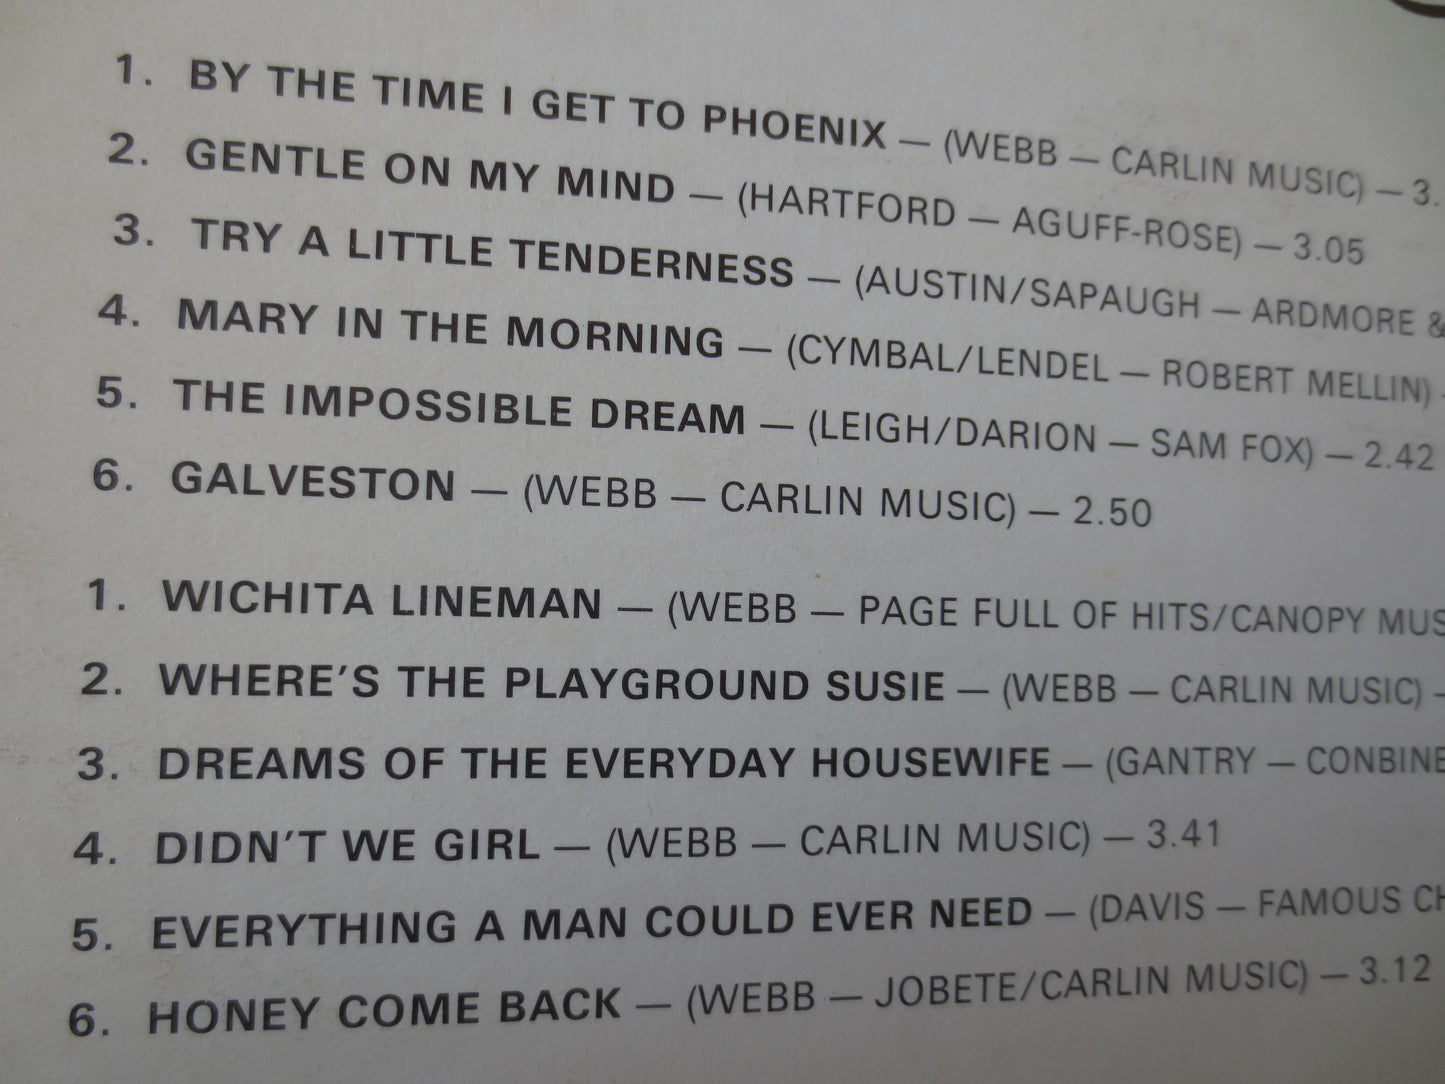 1. BY THE TIME I GET TO PHOENIX — (WEBB — CARLIN MUSIC) — 3.
2. GENTLE ON MY MIND — (HARTFORD — AGUFF-ROSE) — 3.05
3. TRY A LITTLE TENDERNESS — (AUSTIN/SAPAUGH — ARDMORE &
4. MARY IN THE MORNING — (CYMBAL/LENDEL — ROBERT MELLIN) -
5. THE IMPOSSIBLE DREAM — (LEIGH/DARION — SAM FOX) — 2.42
6. GALVESTON — (WEBB — CARLIN MUSIC) — 2.50
1. WICHITA LINEMAN — (WEBB — PAGE FULL OF HITS/CANOPY MUS
2. WHERE'S THE PLAYGROUND SUSIE — (WEBB — CARLIN MUSIC) -
3. DREAMS OF THE EVERYDAY HOUSEWIFE — (GANTRY — CONBINE
4. DIDN'T WE GIRL — (WEBB — CARLIN MUSIC) — 3.41
5. EVERYTHING A MAN COULD EVER NEED — (DAVIS — FAMOUS CH
6. HONEY COME BACK — (WEBB — JOBETE/CARLIN MUSIC) — 3.12